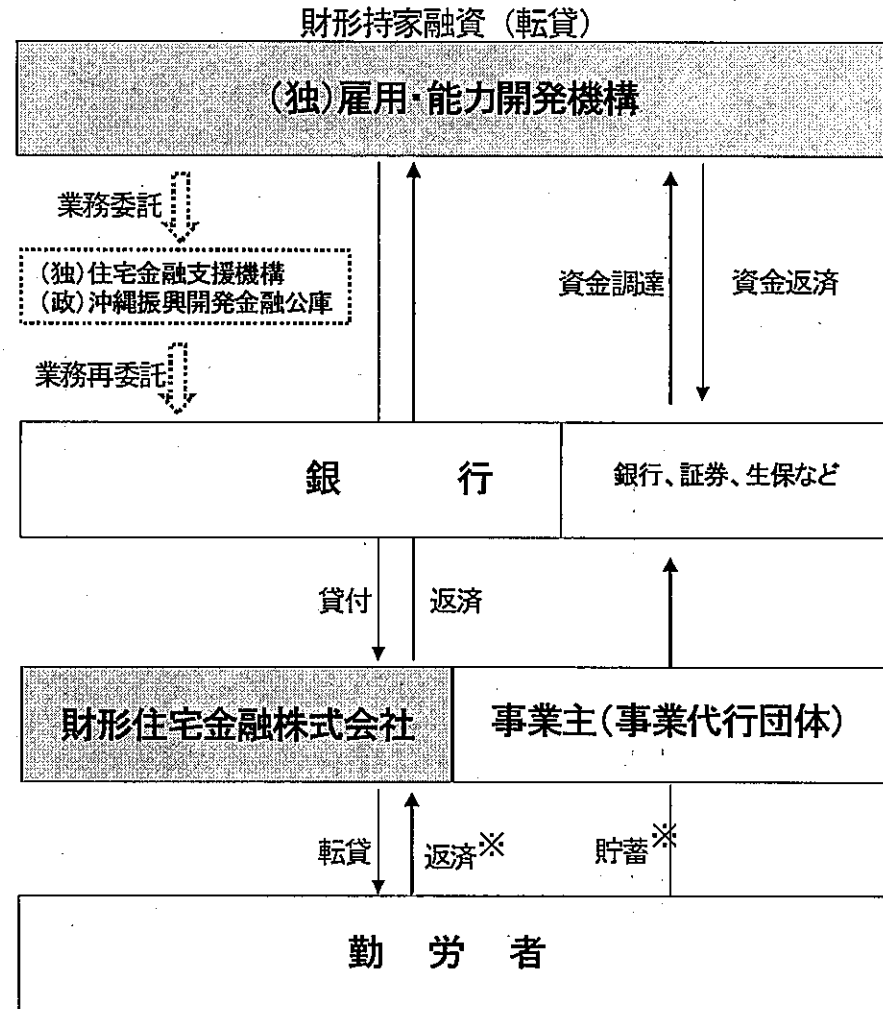 財形持家融資（転貸）
(独)雇用・能力開発機構
業務委託
(独)住宅金融支援機構
(政)沖縄振興開発金融公庫
資金調達
資金返済
業務再委託
銀　　行
銀行、証券、生保など
貸付
返済
財形住宅金融株式会社
事業主(事業代行団体)
転貸
返済※
貯蓄※
勤　労　者